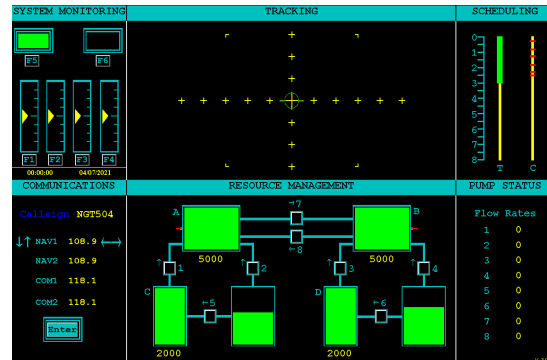 SYSTEM MONITORING
TRACKING
SCHEDULING
F5
F6
F1 F2 F3 F4
00:00:00 04/07/2021
0
1
2
3
4
5
6
7
8
T C
COMMUNICATIONS
RESOURCE MANAGEMENT
PUMP STATUS
Callsign NGT504
↓↑ NAV1 108.9 ←→
NAV2 108.9
COM1 118.1
COM2 118.1
Enter
A
B
←7
←8
5000
5000
↑1
↑2
↑3
↑4
C
D
←5
←6
2000
2000
Flow Rates
1 0
2 0
3 0
4 0
5 0
6 0
7 0
8 0